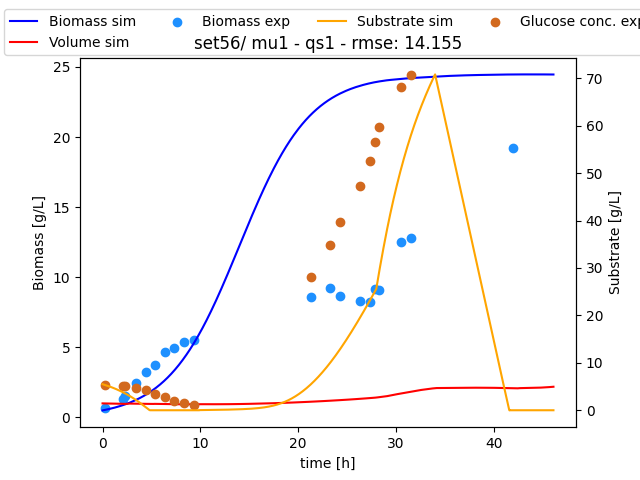 Biomass sim Biomass exp Substrate sim Glucose conc. exp
Volume sim
set56/ mu1 - qs1 - rmse: 14.155
25
20
15
10
5
0
Biomass [g/L]
70
60
50
40
30
20
10
0
Substrate [g/L]
0 10 20 30 40
time [h]